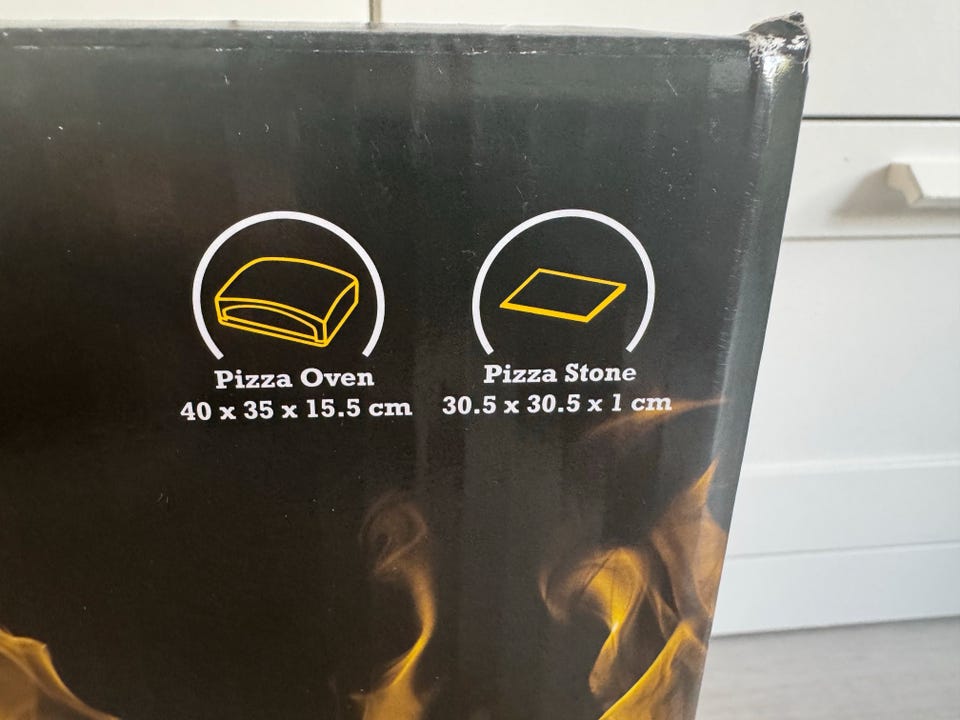 Pizza Oven
40 x 35 x 15.5 cm
Pizza Stone
30.5 x 30.5 x 1 cm